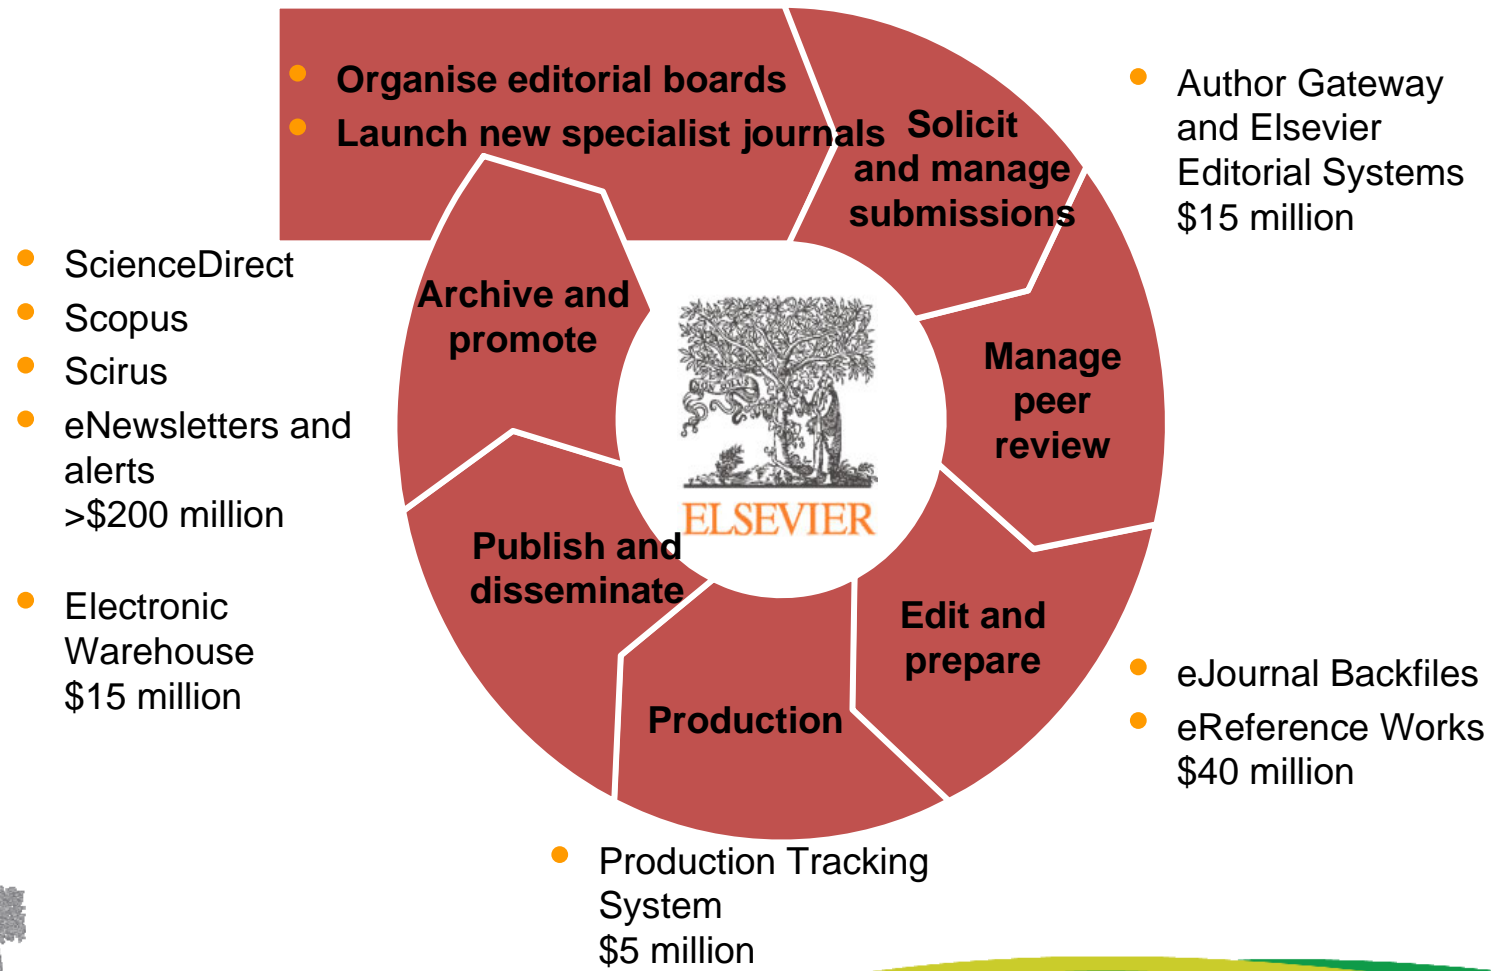 Organise editorial boards
Launch new specialist journals
Solicit
and manage
submissions
Manage
peer
review
Edit and
prepare
Production
Publish and
disseminate
Archive and
promote
ELSEVIER
Author Gateway
and Elsevier
Editorial Systems
$15 million
eJournal Backfiles
eReference Works
$40 million
Production Tracking
System
$5 million
ScienceDirect
Scopus
Scirus
eNewsletters and
alerts
>$200 million
Electronic
Warehouse
$15 million